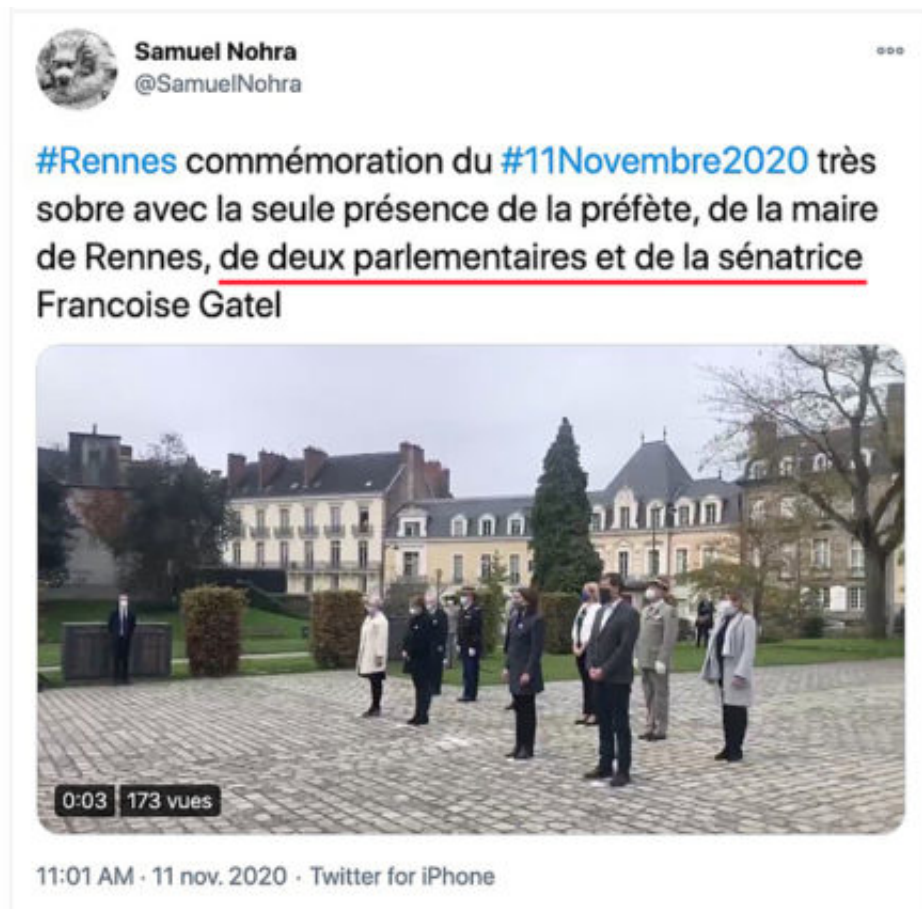 Samuel Nohra
@SamuelNohra
#Rennes commémoration du #11Novembre2020 très
sobre avec la seule présence de la préfète, de la maire
de Rennes, de deux parlementaires et de la sénatrice
Francoise Gatel
0:03 173 vues
11:01 AM · 11 nov. 2020 · Twitter for iPhone